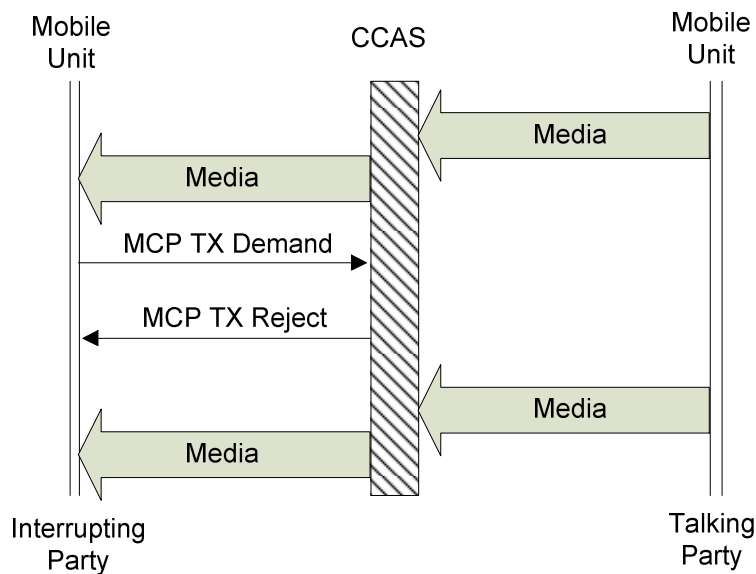 Mobile
Unit
CCAS
Mobile
Unit
Media
Media
MCP TX Demand
MCP TX Reject
Media
Media
Interrupting
Party
Talking
Party